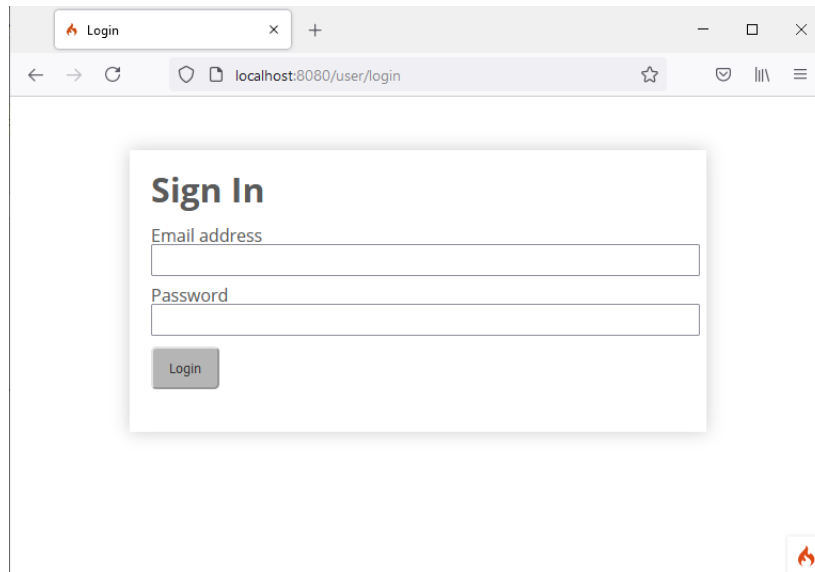 Login
localhost:8080/user/login
Sign In
Email address
Password
Login